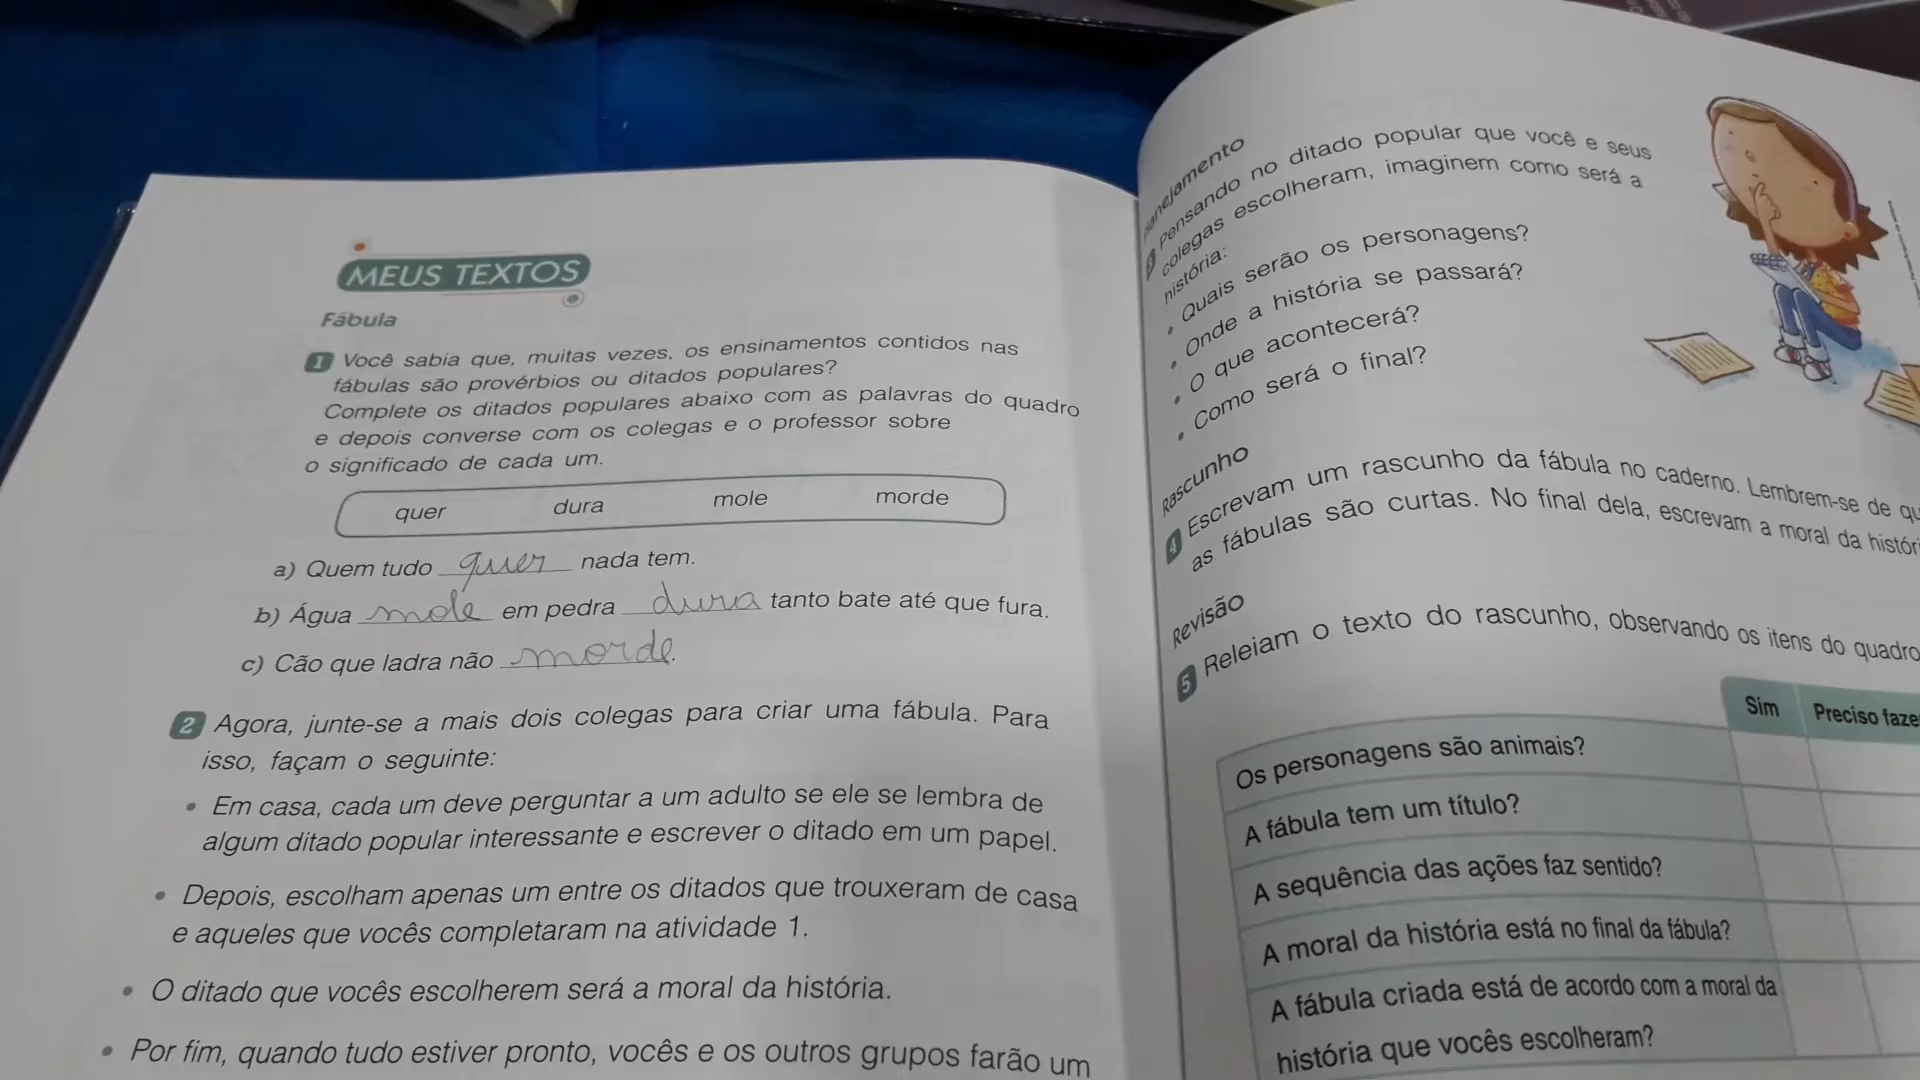 MEUS TEXTOS
Fábula
1 Você sabia que, muitas vezes, os ensinamentos contidos nas
fábulas são provérbios ou ditados populares?
Complete os ditados populares abaixo com as palavras do quadro
e depois converse com os colegas e o professor sobre
o significado de cada um.
quer dura mole morde
a) Quem tudo quer nada tem.
b) Água mole em pedra dura tanto bate até que fura.
c) Cão que ladra não morde.
2 Agora, junte-se a mais dois colegas para criar uma fábula. Para
isso, façam o seguinte:
• Em casa, cada um deve perguntar a um adulto se ele se lembra de
algum ditado popular interessante e escrever o ditado em um papel.
• Depois, escolham apenas um entre os ditados que trouxeram de casa
e aqueles que vocês completaram na atividade 1.
• O ditado que vocês escolherem será a moral da história.
• Por fim, quando tudo estiver pronto, vocês e os outros grupos farão um
Planejamento
Pensando no ditado popular que você e seus
colegas escolheram, imaginem como será a
história:
• Quais serão os personagens?
• Onde a história se passará?
• O que acontecerá?
• Como será o final?
Rascunho
4 Escrevam um rascunho da fábula no caderno. Lembrem-se de qu
as fábulas são curtas. No final dela, escrevam a moral da históri
Revisão
5 Releiam o texto do rascunho, observando os itens do quadro
Sim Preciso faze
Os personagens são animais?
A fábula tem um título?
A sequência das ações faz sentido?
A moral da história está no final da fábula?
A fábula criada está de acordo com a moral da
história que vocês escolheram?